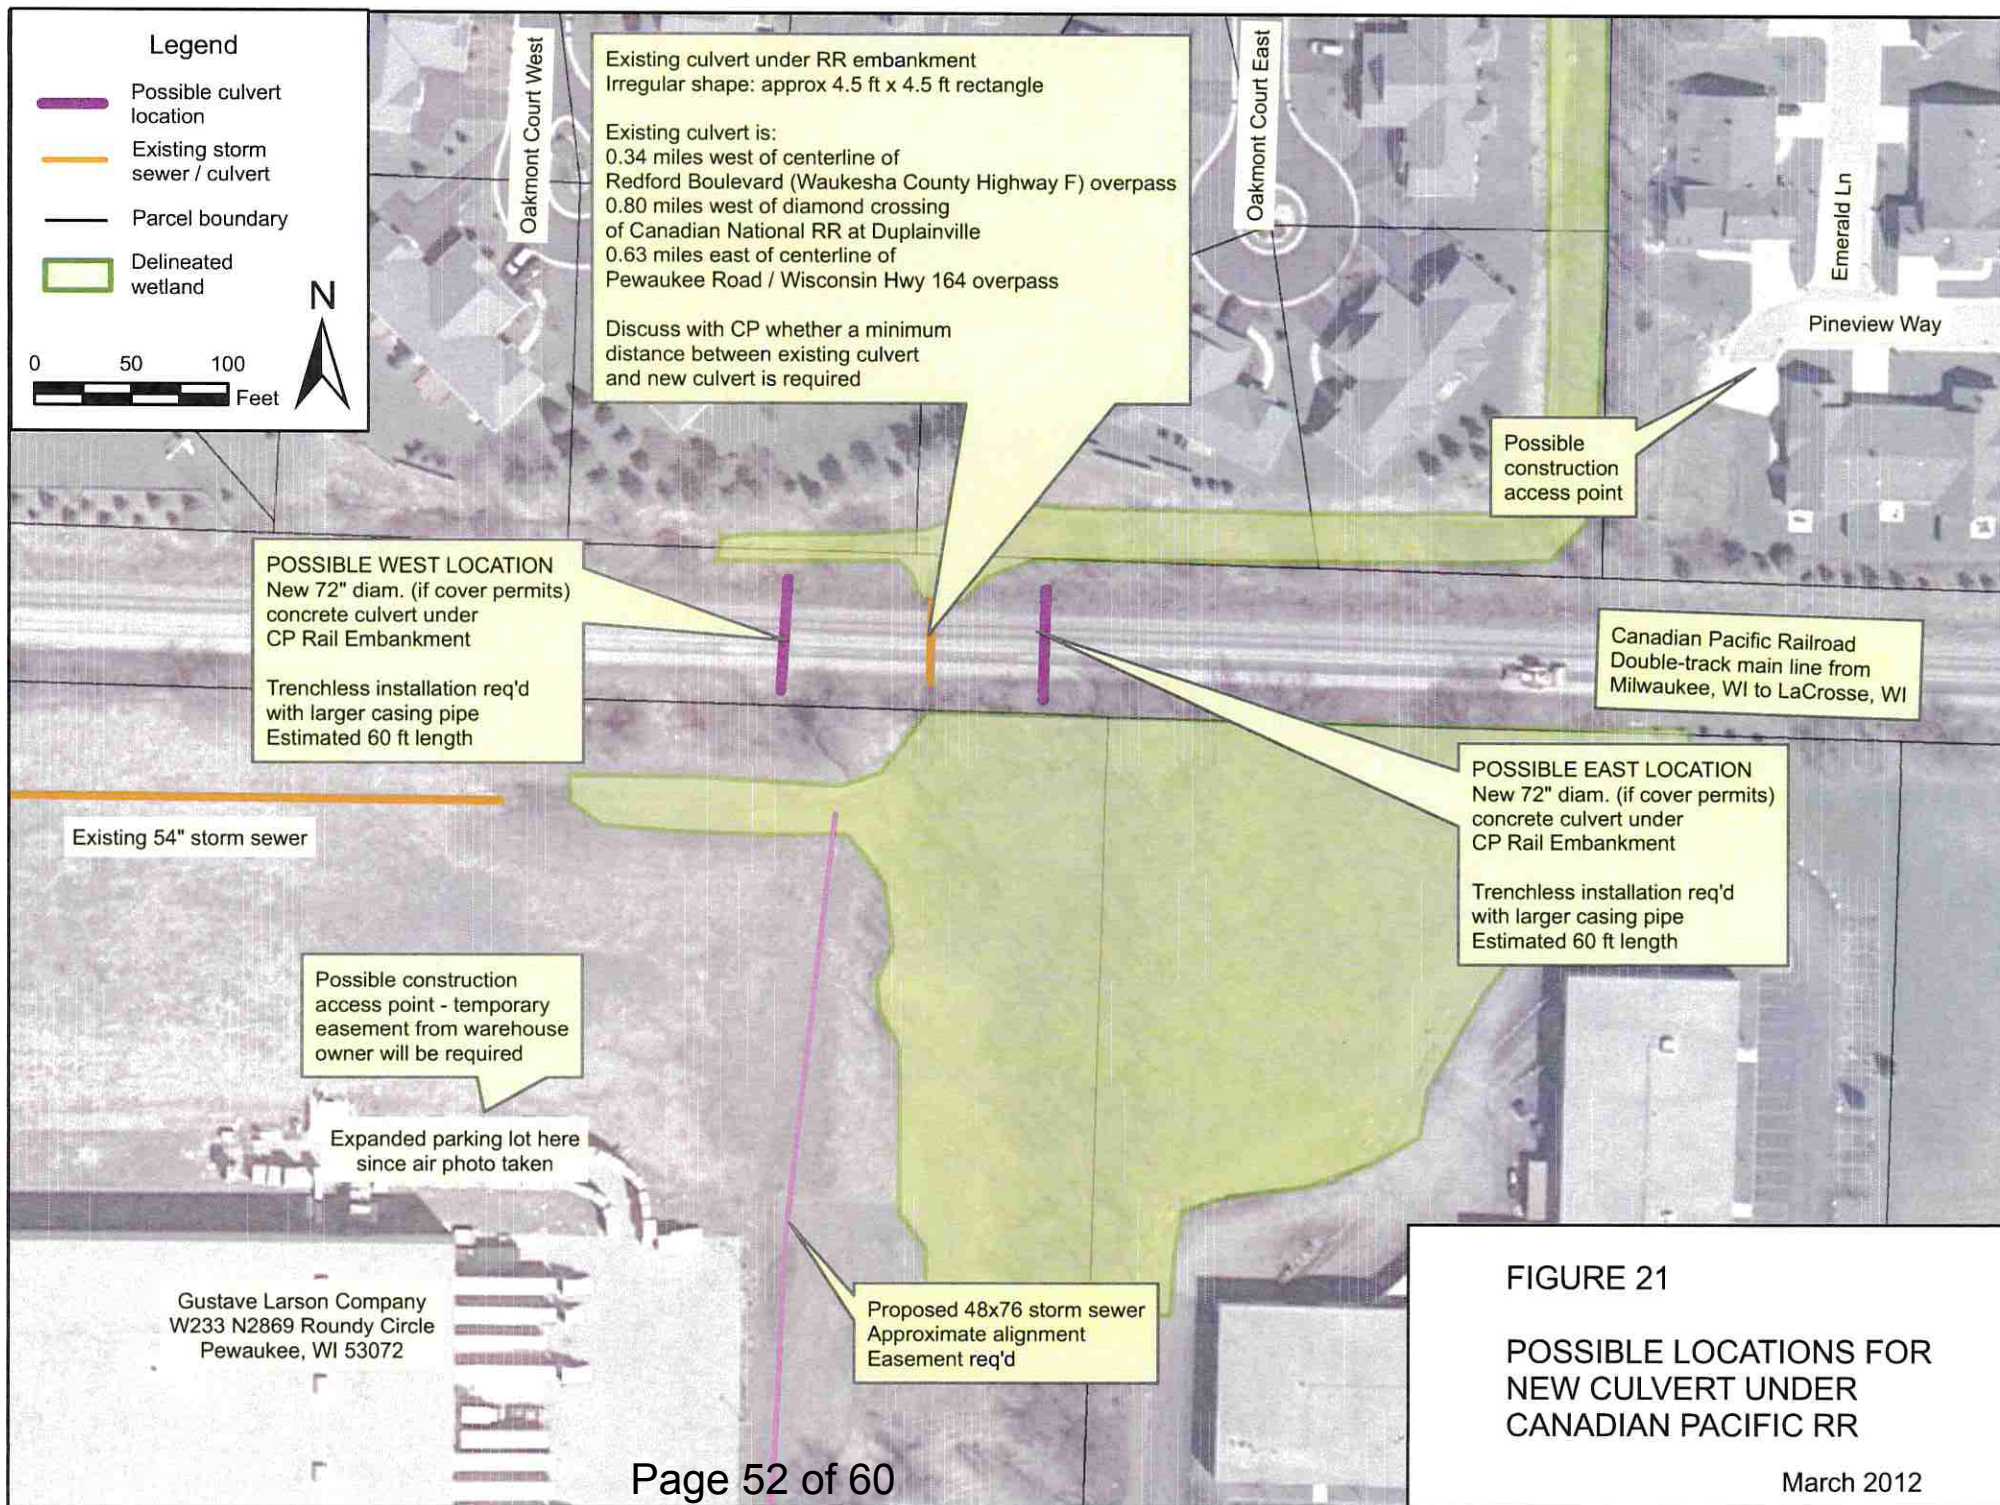 Legend
Possible culvert
location
Existing storm
sewer / culvert
Parcel boundary
Delineated
wetland
N
0 50 100
Feet
Oakmont Court West
Existing culvert under RR embankment
Irregular shape: approx 4.5 ft x 4.5 ft rectangle
Existing culvert is:
0.34 miles west of centerline of
Redford Boulevard (Waukesha County Highway F) overpass
0.80 miles west of diamond crossing
of Canadian National RR at Duplainville
0.63 miles east of centerline of
Pewaukee Road / Wisconsin Hwy 164 overpass
Discuss with CP whether a minimum
distance between existing culvert
and new culvert is required
Oakmont Court East
Emerald Ln
Pineview Way
Possible
construction
access point
POSSIBLE WEST LOCATION
New 72" diam. (if cover permits)
concrete culvert under
CP Rail Embankment
Trenchless installation req'd
with larger casing pipe
Estimated 60 ft length
Canadian Pacific Railroad
Double-track main line from
Milwaukee, WI to LaCrosse, WI
POSSIBLE EAST LOCATION
New 72" diam. (if cover permits)
concrete culvert under
CP Rail Embankment
Trenchless installation req'd
with larger casing pipe
Estimated 60 ft length
Existing 54" storm sewer
Possible construction
access point - temporary
easement from warehouse
owner will be required
Expanded parking lot here
since air photo taken
Gustave Larson Company
W233 N2869 Roundy Circle
Pewaukee, WI 53072
Proposed 48x76 storm sewer
Approximate alignment
Easement req'd
FIGURE 21
POSSIBLE LOCATIONS FOR
NEW CULVERT UNDER
CANADIAN PACIFIC RR
March 2012
Page 52 of 60